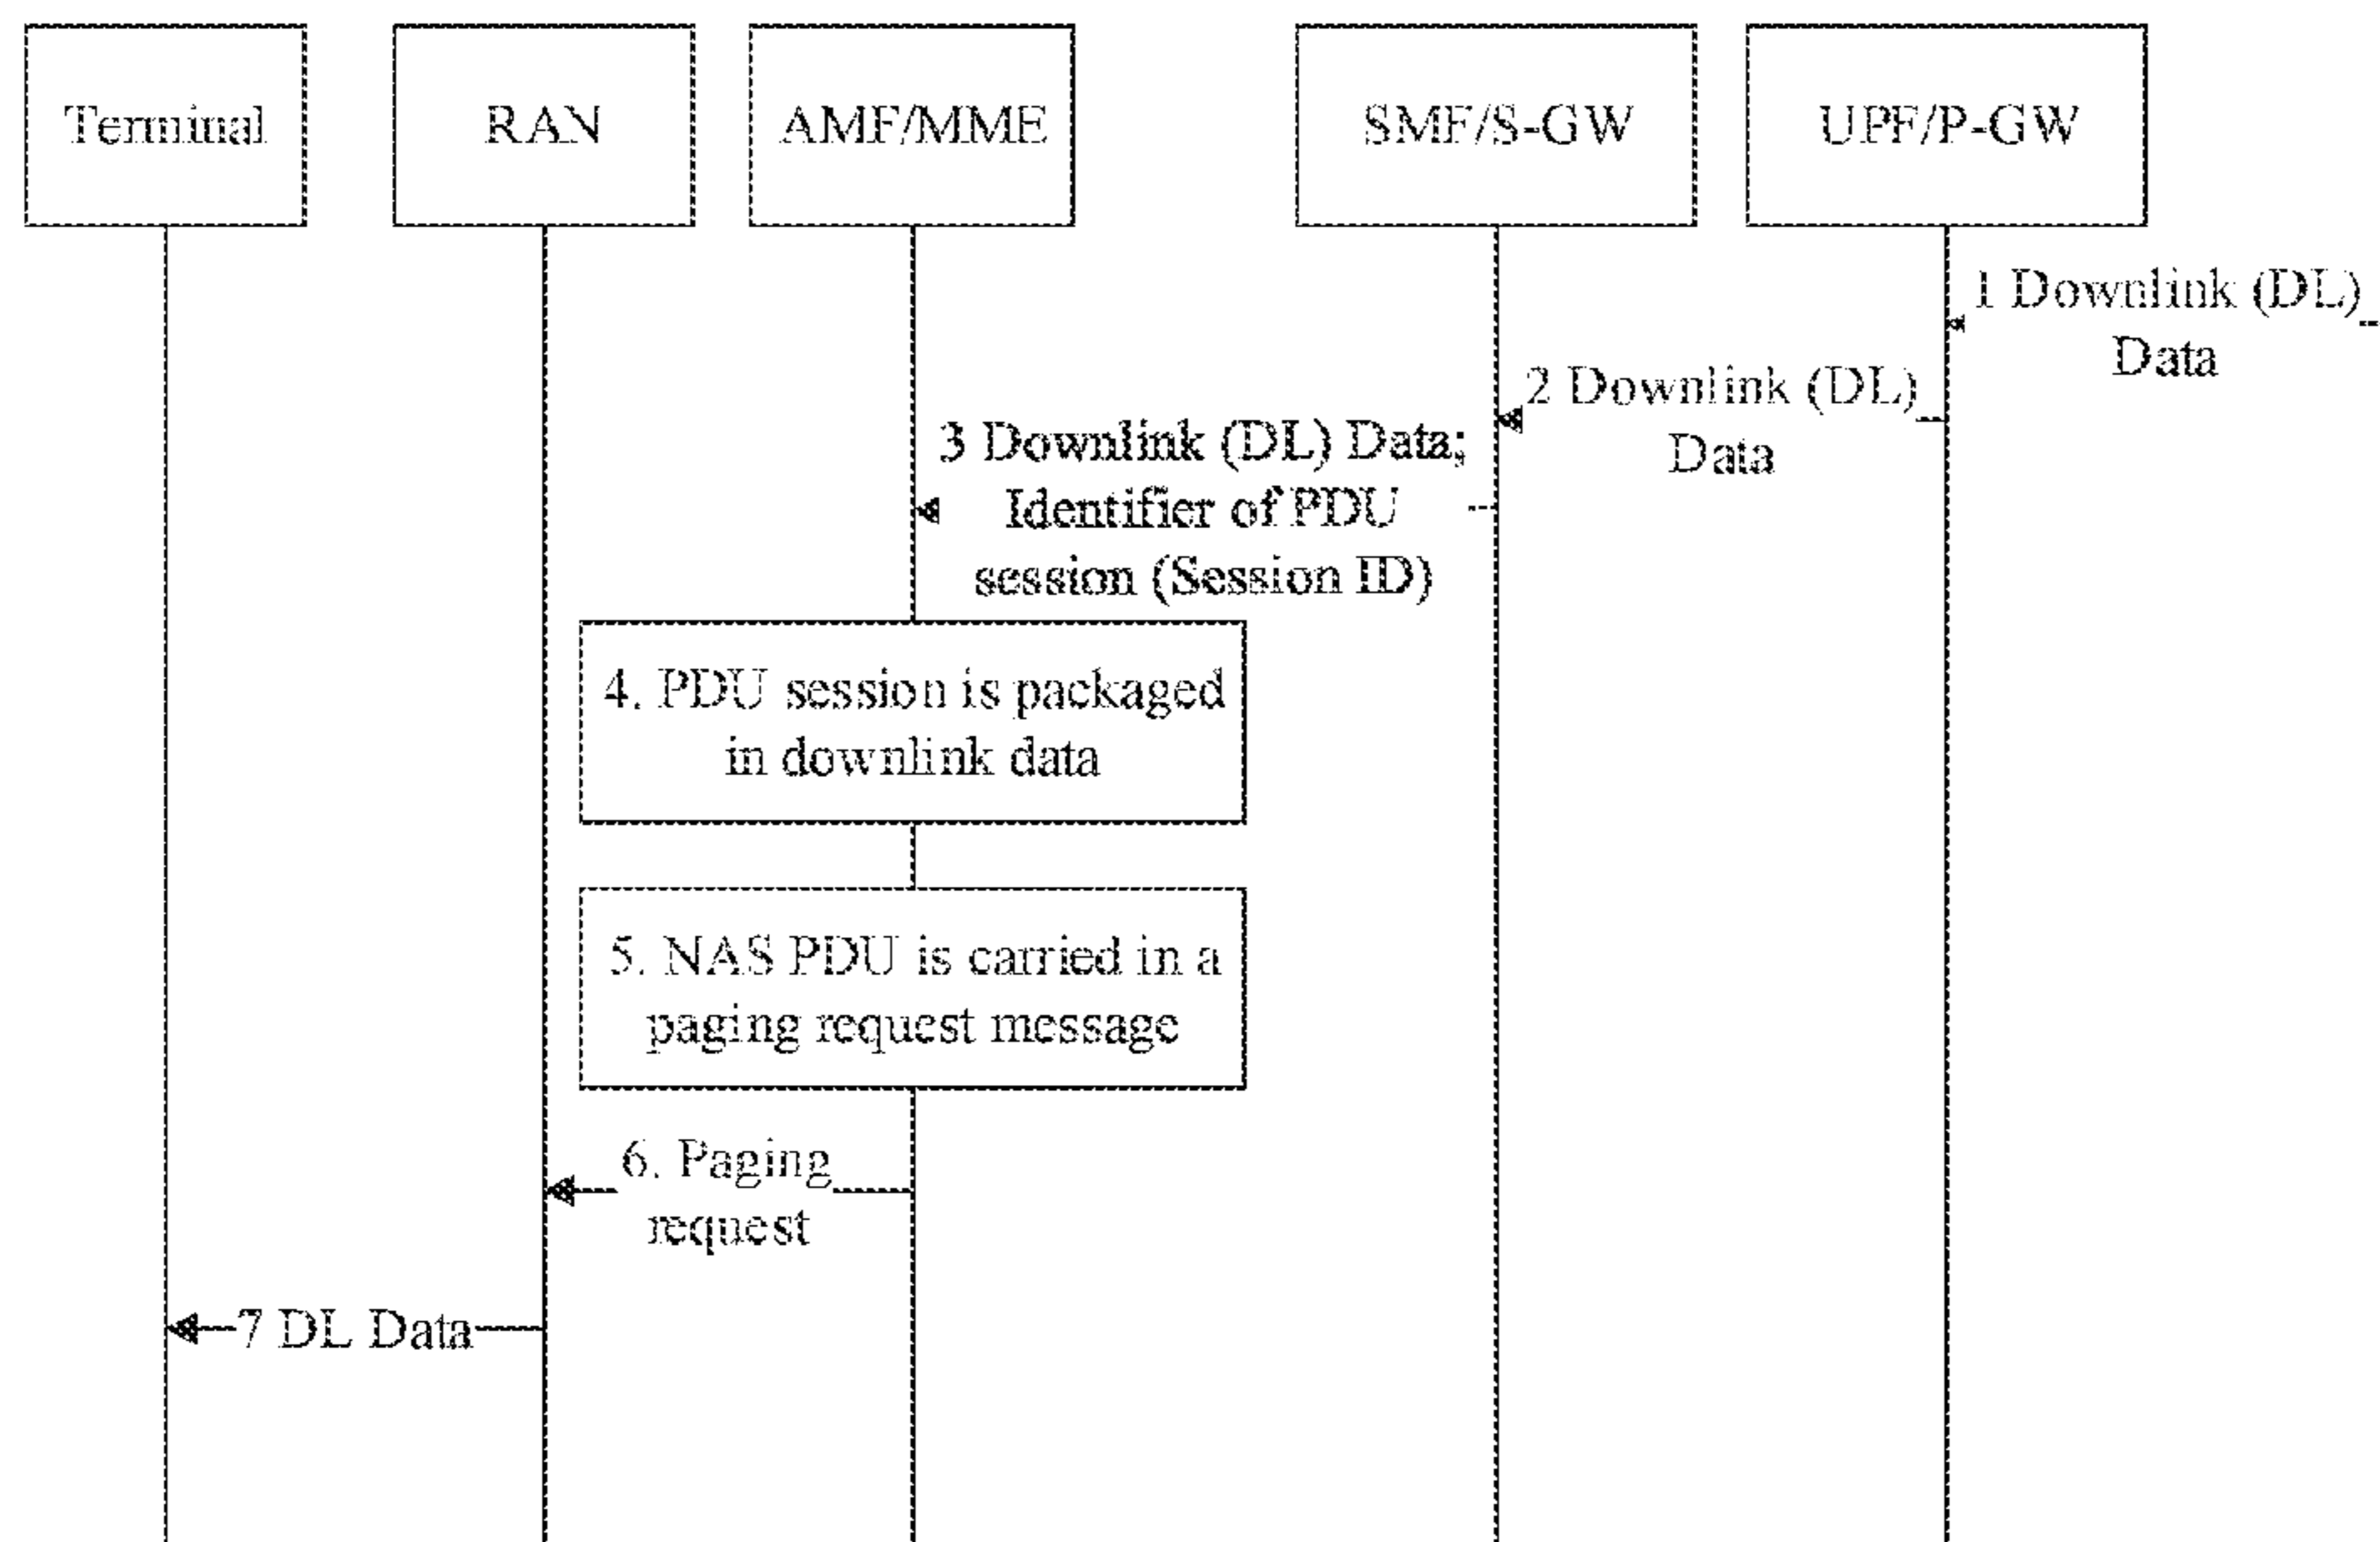 Terminal
RAN
AMF/MME
SMF/S-GW
UPF/P-GW
1 Downlink (DL)
Data
2 Downlink (DL)
Data
3 Downlink (DL) Data;
Identifier of PDU
session (Session ID)
4. PDU session is packaged
in downlink data
5. NAS PDU is carried in a
paging request message
6. Paging
request
7 DL Data